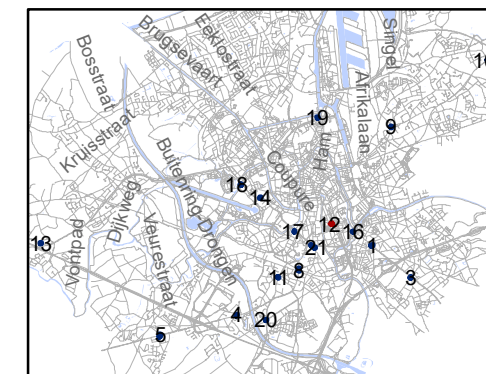 Brugsevaart
Eeklostraat
Singel
Bosstraat
Afrikalaan
19
9
Kruisstraat
Ham
Buitenring-Drongen
Coupure
18
14
Dijkweg
Veurestraat
Vontpad
12
17
16
13
21
1
8
11
3
4
20
5